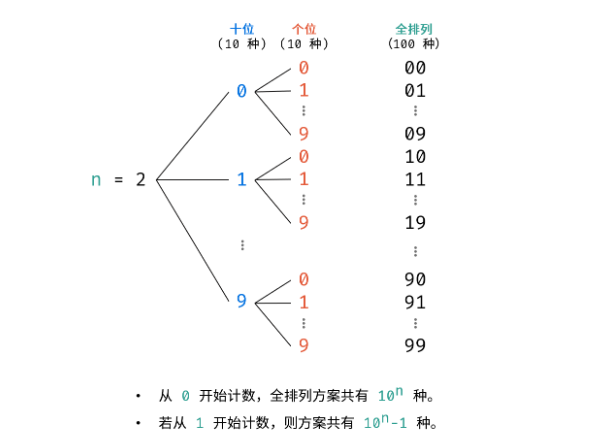 十位 个位 全排列
(10 种) (10 种) (100 种)
0 00
0 1 01
⋮ ⋮
9 09
0 10
n = 2 1 1 11
⋮ ⋮
9 19
⋮ ⋮
0 90
9 1 91
⋮ ⋮
9 99
• 从 0 开始计数，全排列方案共有 10ⁿ 种。
• 若从 1 开始计数，则方案共有 10ⁿ-1 种。